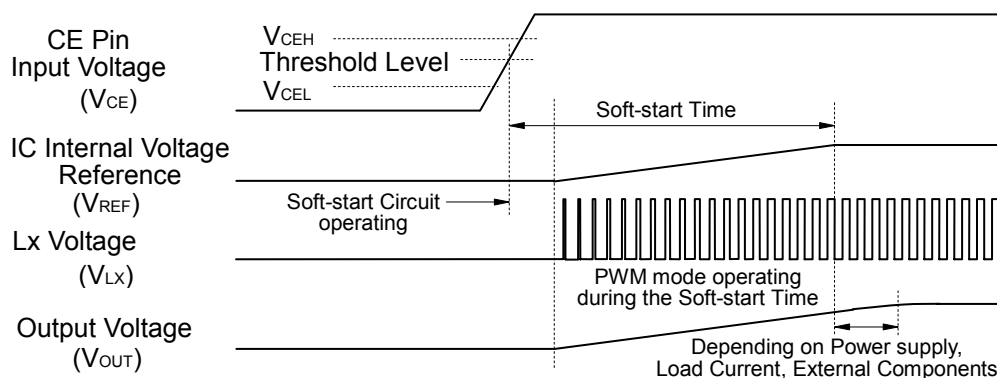 CE Pin
Input Voltage
(VCE)
VCEH
Threshold Level
VCEL
Soft-start Time
IC Internal Voltage
Reference
(VREF)
Soft-start Circuit
operating
Lx Voltage
(VLX)
PWM mode operating
during the Soft-start Time
Output Voltage
(VOUT)
Depending on Power supply,
Load Current, External Components